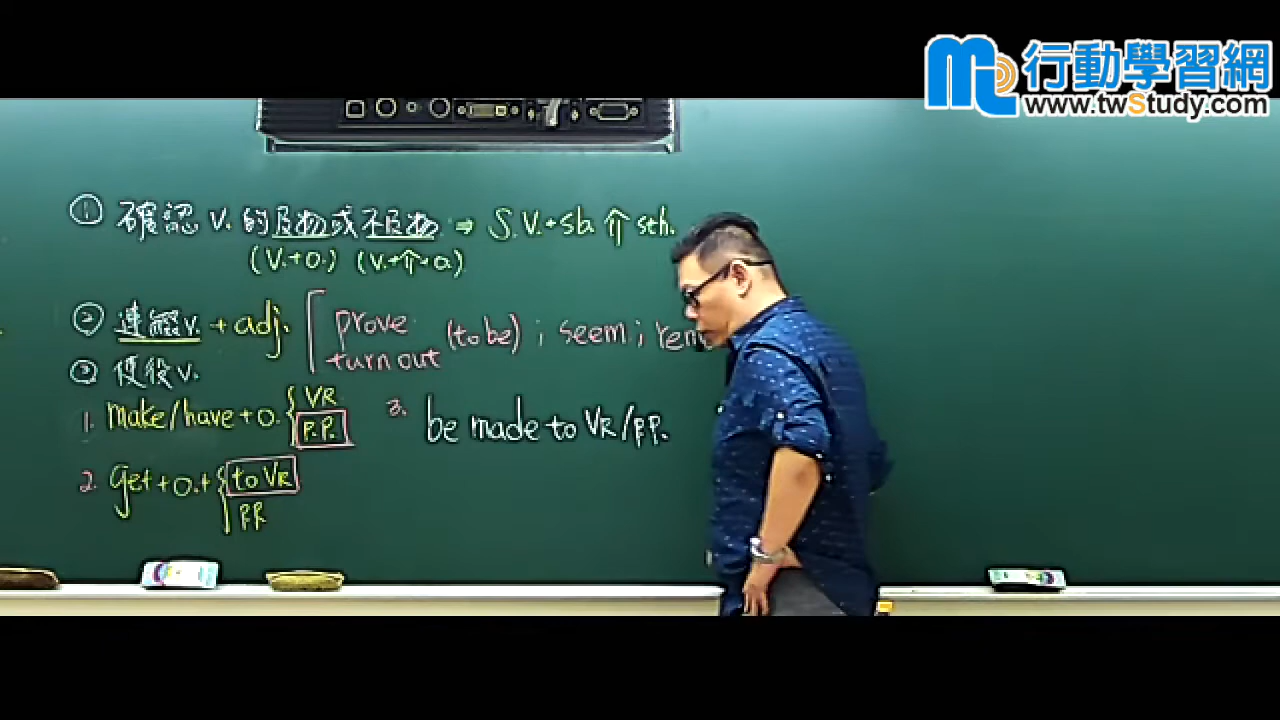 行動學習網
www.twStudy.com
① 確認 V. 的及物或不及物 ⇒ S. V. + sb. 介 sth.
(V.+O.) (V.+介+O.)
② 連綴V. + adj. [ prove turn out (to be) ; seem ; rem
③ 使役V.
1. make/have + O. { VR P.P.
3. be made to VR/P.P.
2. get + O. + { to VR P.P.